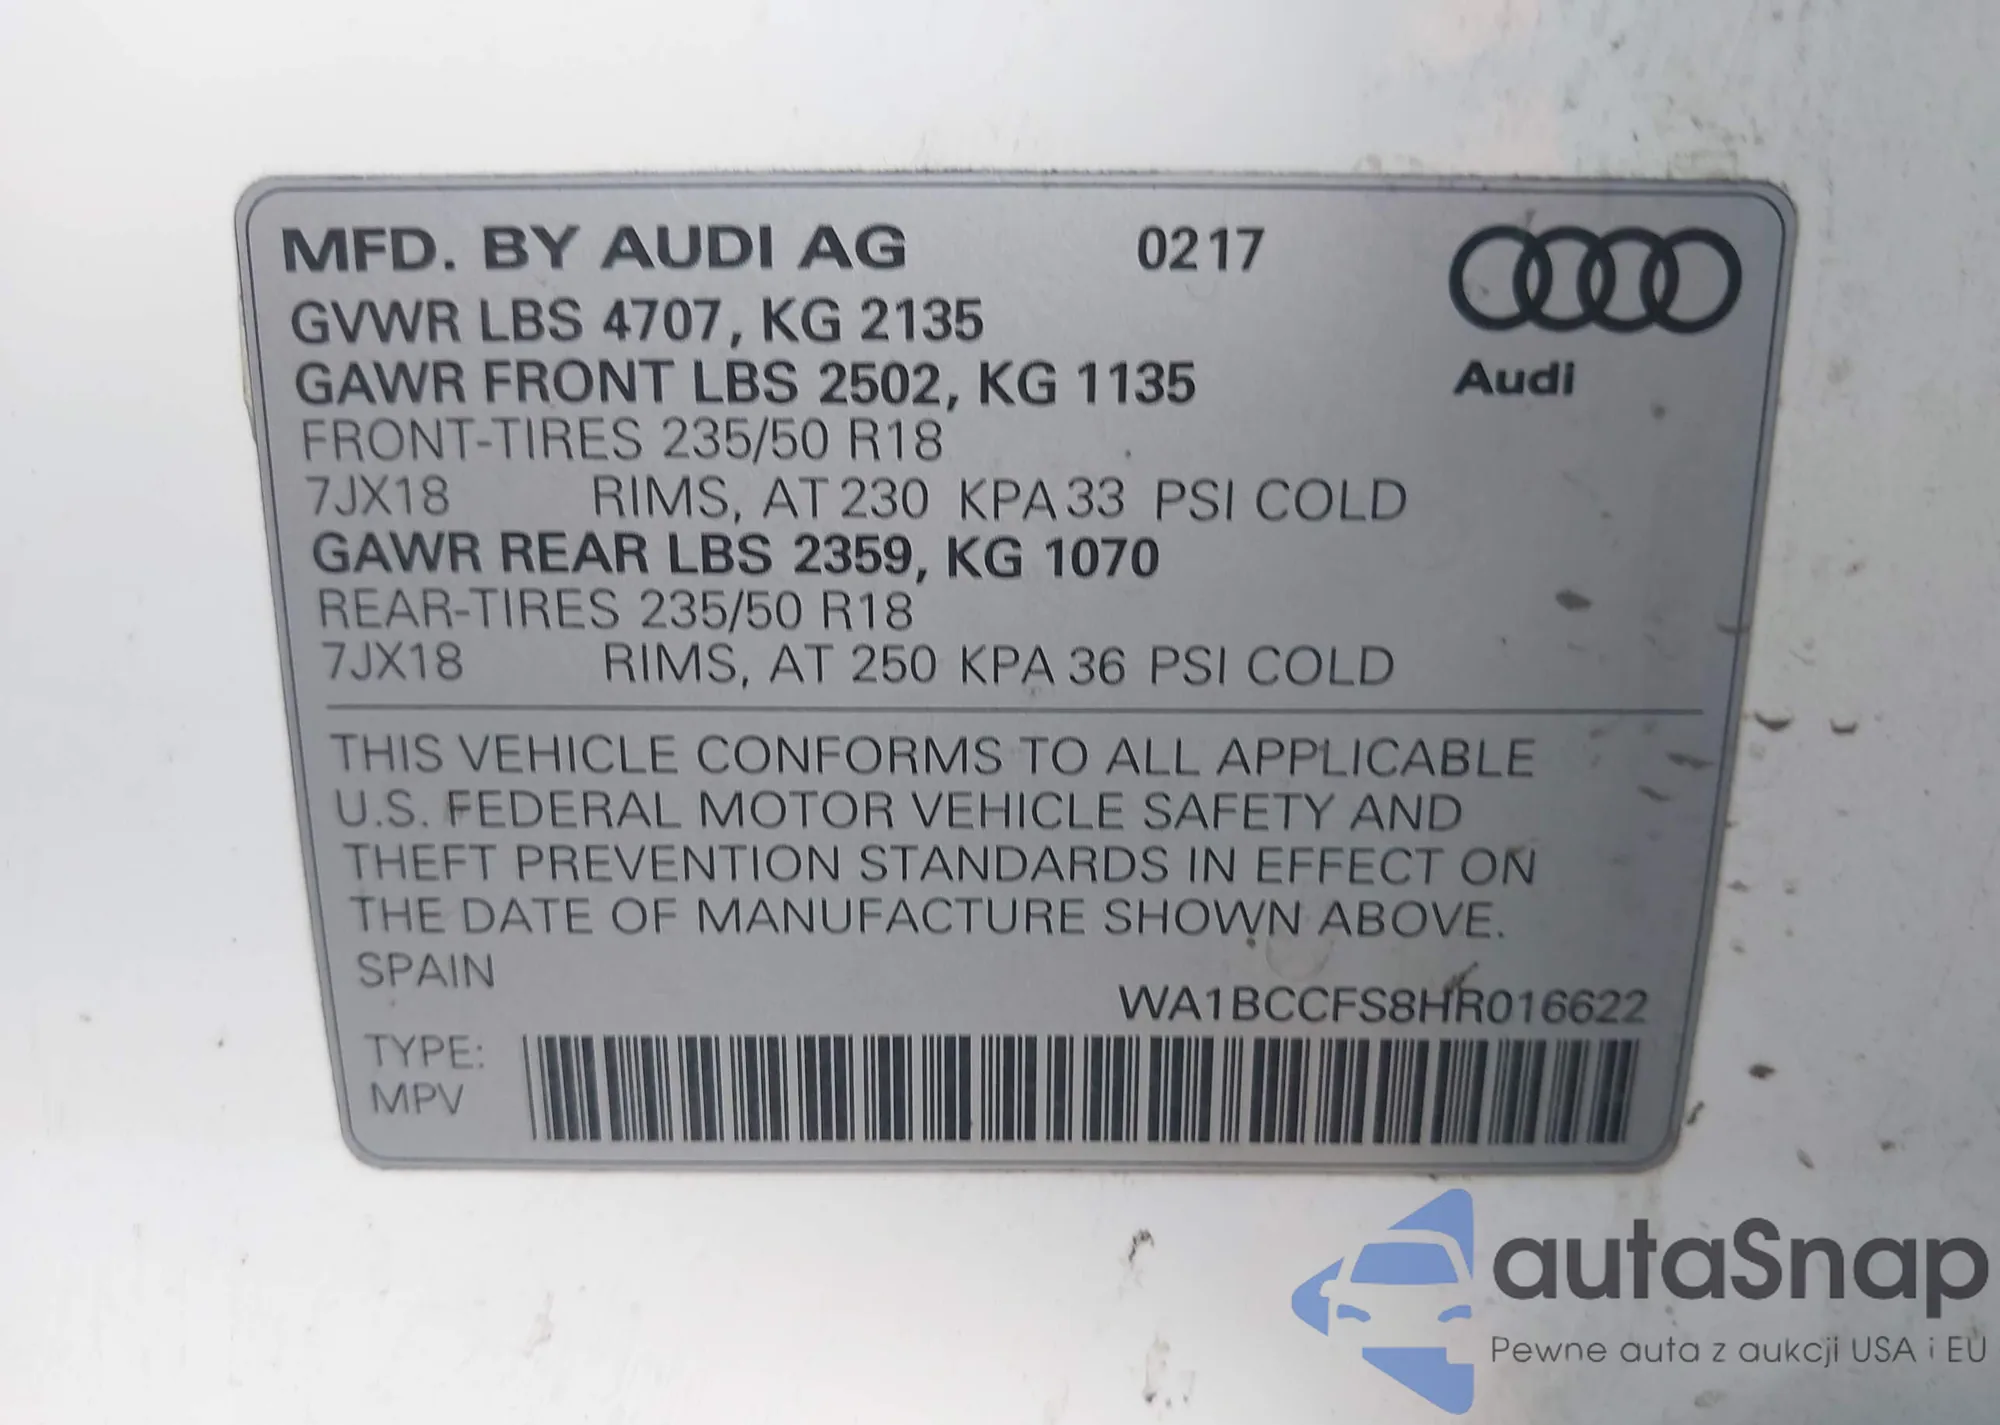 MFD. BY AUDI AG 0217
GVWR LBS 4707, KG 2135
GAWR FRONT LBS 2502, KG 1135
Audi
FRONT-TIRES 235/50 R18
7JX18 RIMS, AT 230 KPA 33 PSI COLD
GAWR REAR LBS 2359, KG 1070
REAR-TIRES 235/50 R18
7JX18 RIMS, AT 250 KPA 36 PSI COLD
THIS VEHICLE CONFORMS TO ALL APPLICABLE
U.S. FEDERAL MOTOR VEHICLE SAFETY AND
THEFT PREVENTION STANDARDS IN EFFECT ON
THE DATE OF MANUFACTURE SHOWN ABOVE.
SPAIN
WA1BCCFS8HR016622
TYPE:
MPV
autaSnap
Pewne auta z aukcji USA i EU